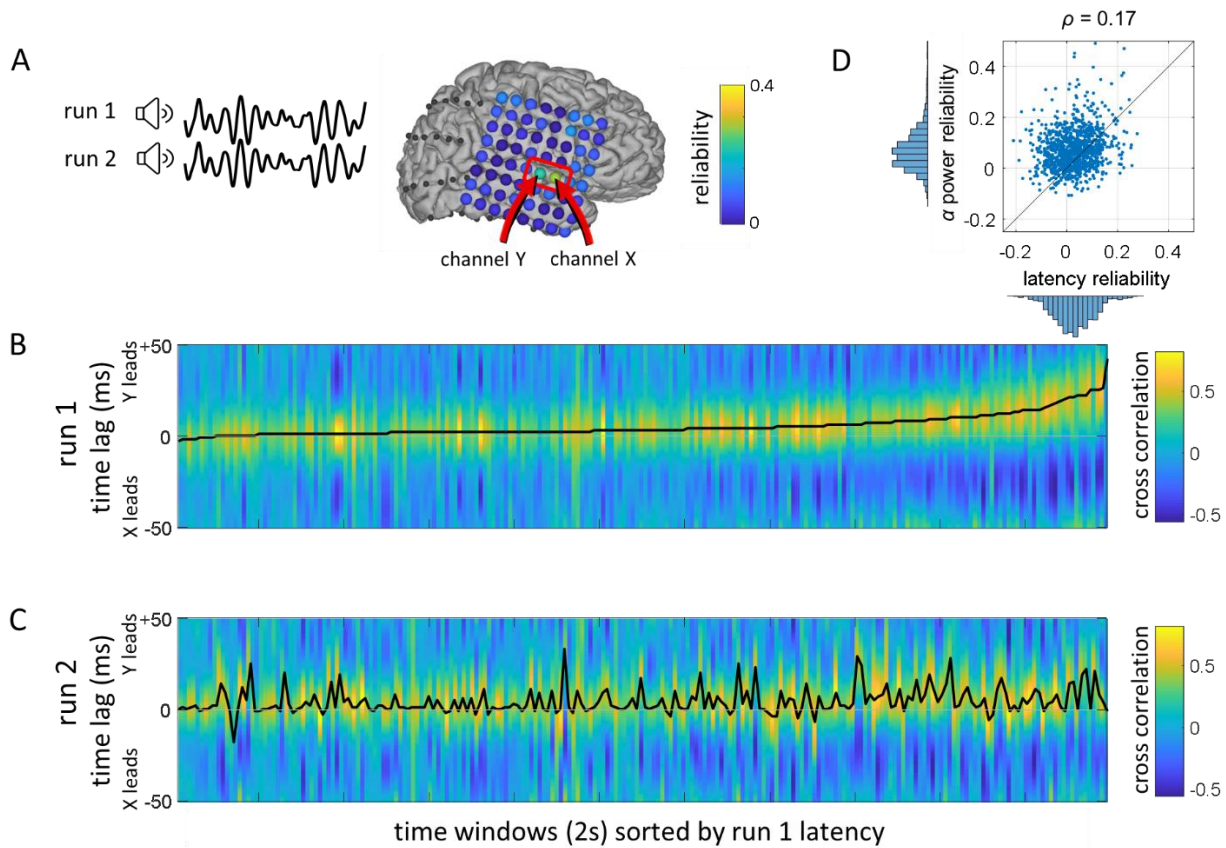 A
run 1
run 2
channel Y
channel X
reliability
0.4
0
D
ρ = 0.17
α power reliability
0.4
0.2
0
-0.2
-0.2
0
0.2
0.4
latency reliability
B
run 1
time lag (ms)
X leads
Y leads
+50
0
-50
cross correlation
0.5
0
-0.5
C
run 2
time lag (ms)
X leads
Y leads
+50
0
-50
cross correlation
0.5
0
-0.5
time windows (2s) sorted by run 1 latency